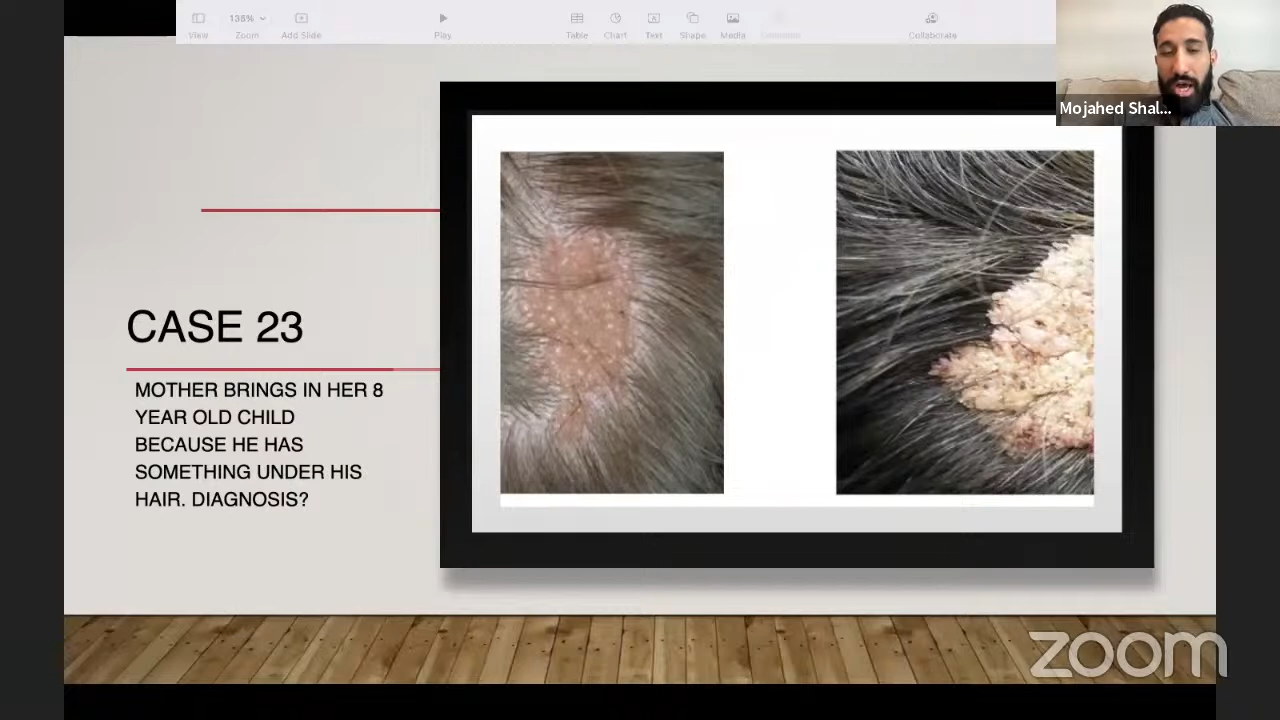 138%
View
Zoom
Add Slide
Play
Table
Chart
Text
Shape
Media
Comment
Collaborate
Mojahed Shal...
CASE 23
MOTHER BRINGS IN HER 8
YEAR OLD CHILD
BECAUSE HE HAS
SOMETHING UNDER HIS
HAIR. DIAGNOSIS?
zoom